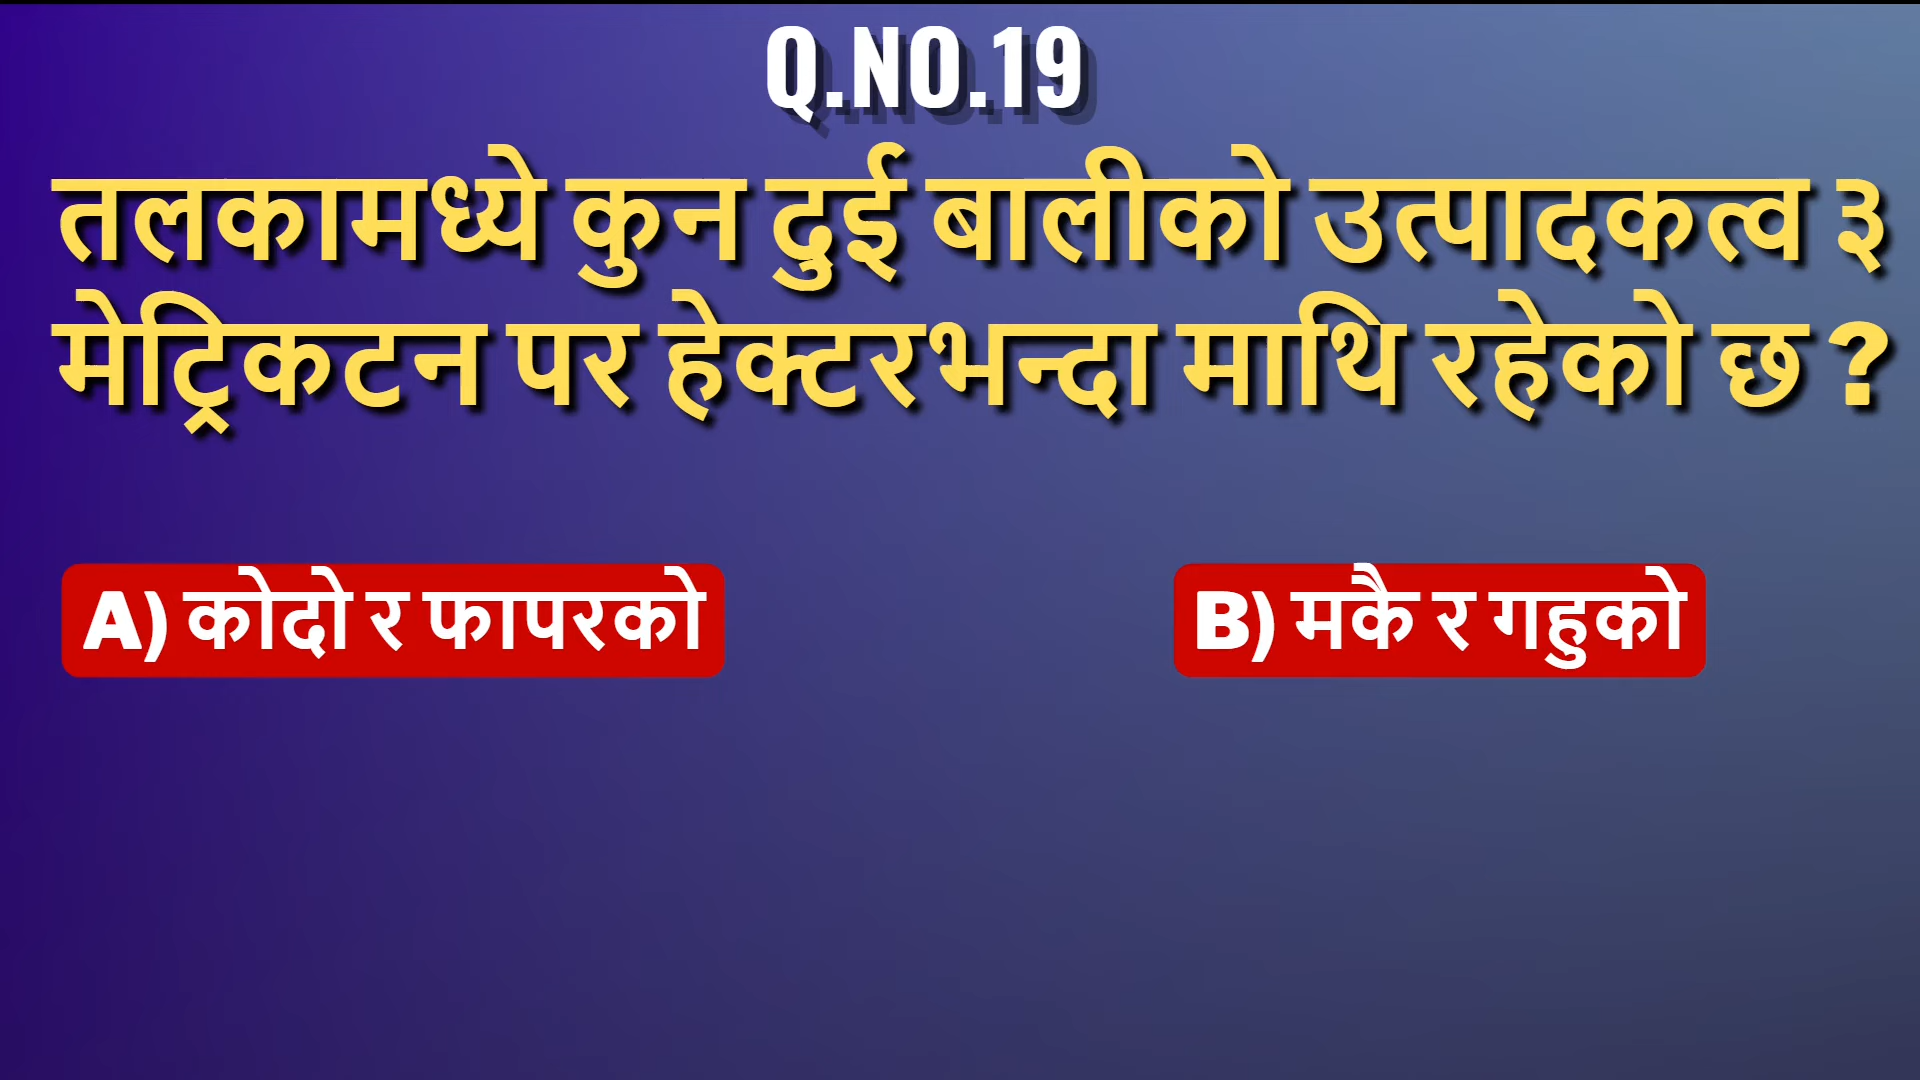 Q.NO.19
तलकामध्ये कुन दुई बालीको उत्पादकत्व ३
मेट्रिकटन पर हेक्टरभन्दा माथि रहेको छ ?
A) कोदो र फापरको
B) मकै र गहुको